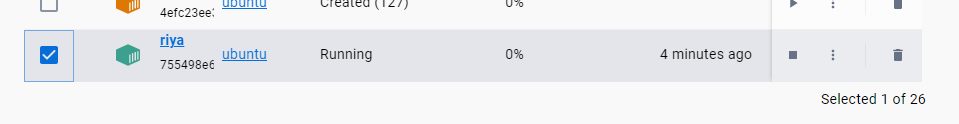 4efc23ee3 ubuntu Created (127) 0%
riya
755498e6 ubuntu Running 0% 4 minutes ago
Selected 1 of 26